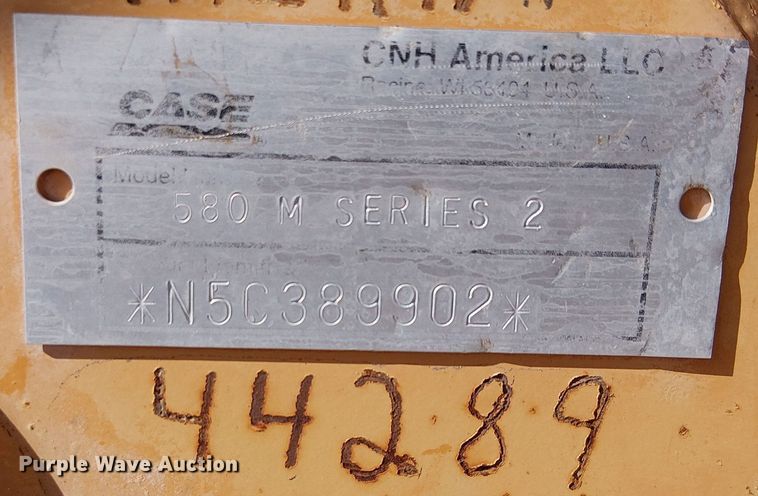 CNH America LLC
Racine, WI 53404 U.S.A.
CASE
U.S.A.
Model
580 M SERIES 2
*N5C389902*
44289
Purple Wave Auction